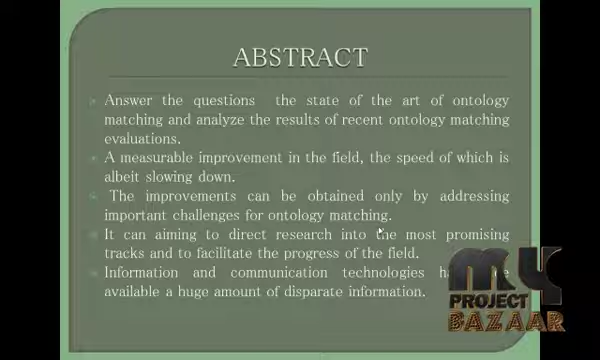 ABSTRACT
Answer the questions the state of the art of ontology
matching and analyze the results of recent ontology matching
evaluations.
A measurable improvement in the field, the speed of which is
albeit slowing down.
The improvements can be obtained only by addressing
important challenges for ontology matching.
It can aiming to direct research into the most promising
tracks and to facilitate the progress of the field.
Information and communication technologies
available a huge amount of disparate information.
MY
PROJECT
BAZAAR